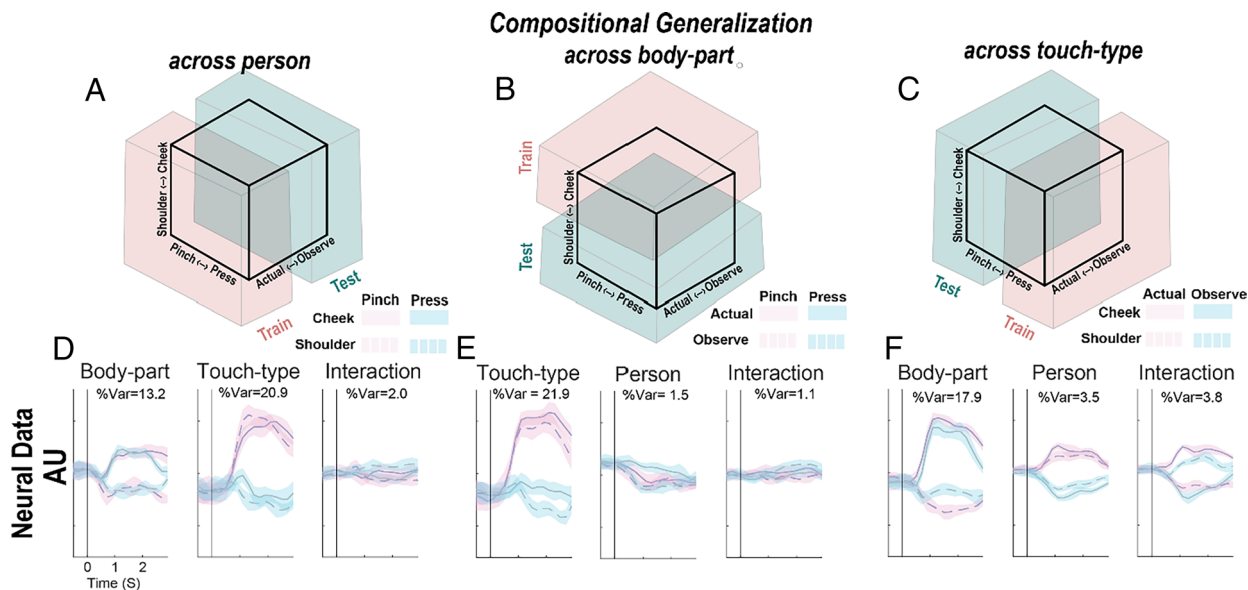 Compositional Generalization
across person
across body-part
across touch-type
A
B
C
Shoulder <-> Cheek
Pinch <-> Press
Actual <-> Observe
Train
Test
Pinch Press
Cheek
Shoulder
Train
Test
Shoulder <-> Cheek
Pinch <-> Press
Actual <-> Observe
Pinch Press
Actual
Observe
Shoulder <-> Cheek
Pinch <-> Press
Actual <-> Observe
Test
Train
Actual Observe
Cheek
Shoulder
D
E
F
Neural Data
AU
Body-part
%Var=13.2
Touch-type
%Var=20.9
Interaction
%Var=2.0
0 1 2
Time (S)
Touch-type
%Var = 21.9
Person
%Var= 1.5
Interaction
%Var=1.1
Body-part
%Var=17.9
Person
%Var=3.5
Interaction
%Var=3.8